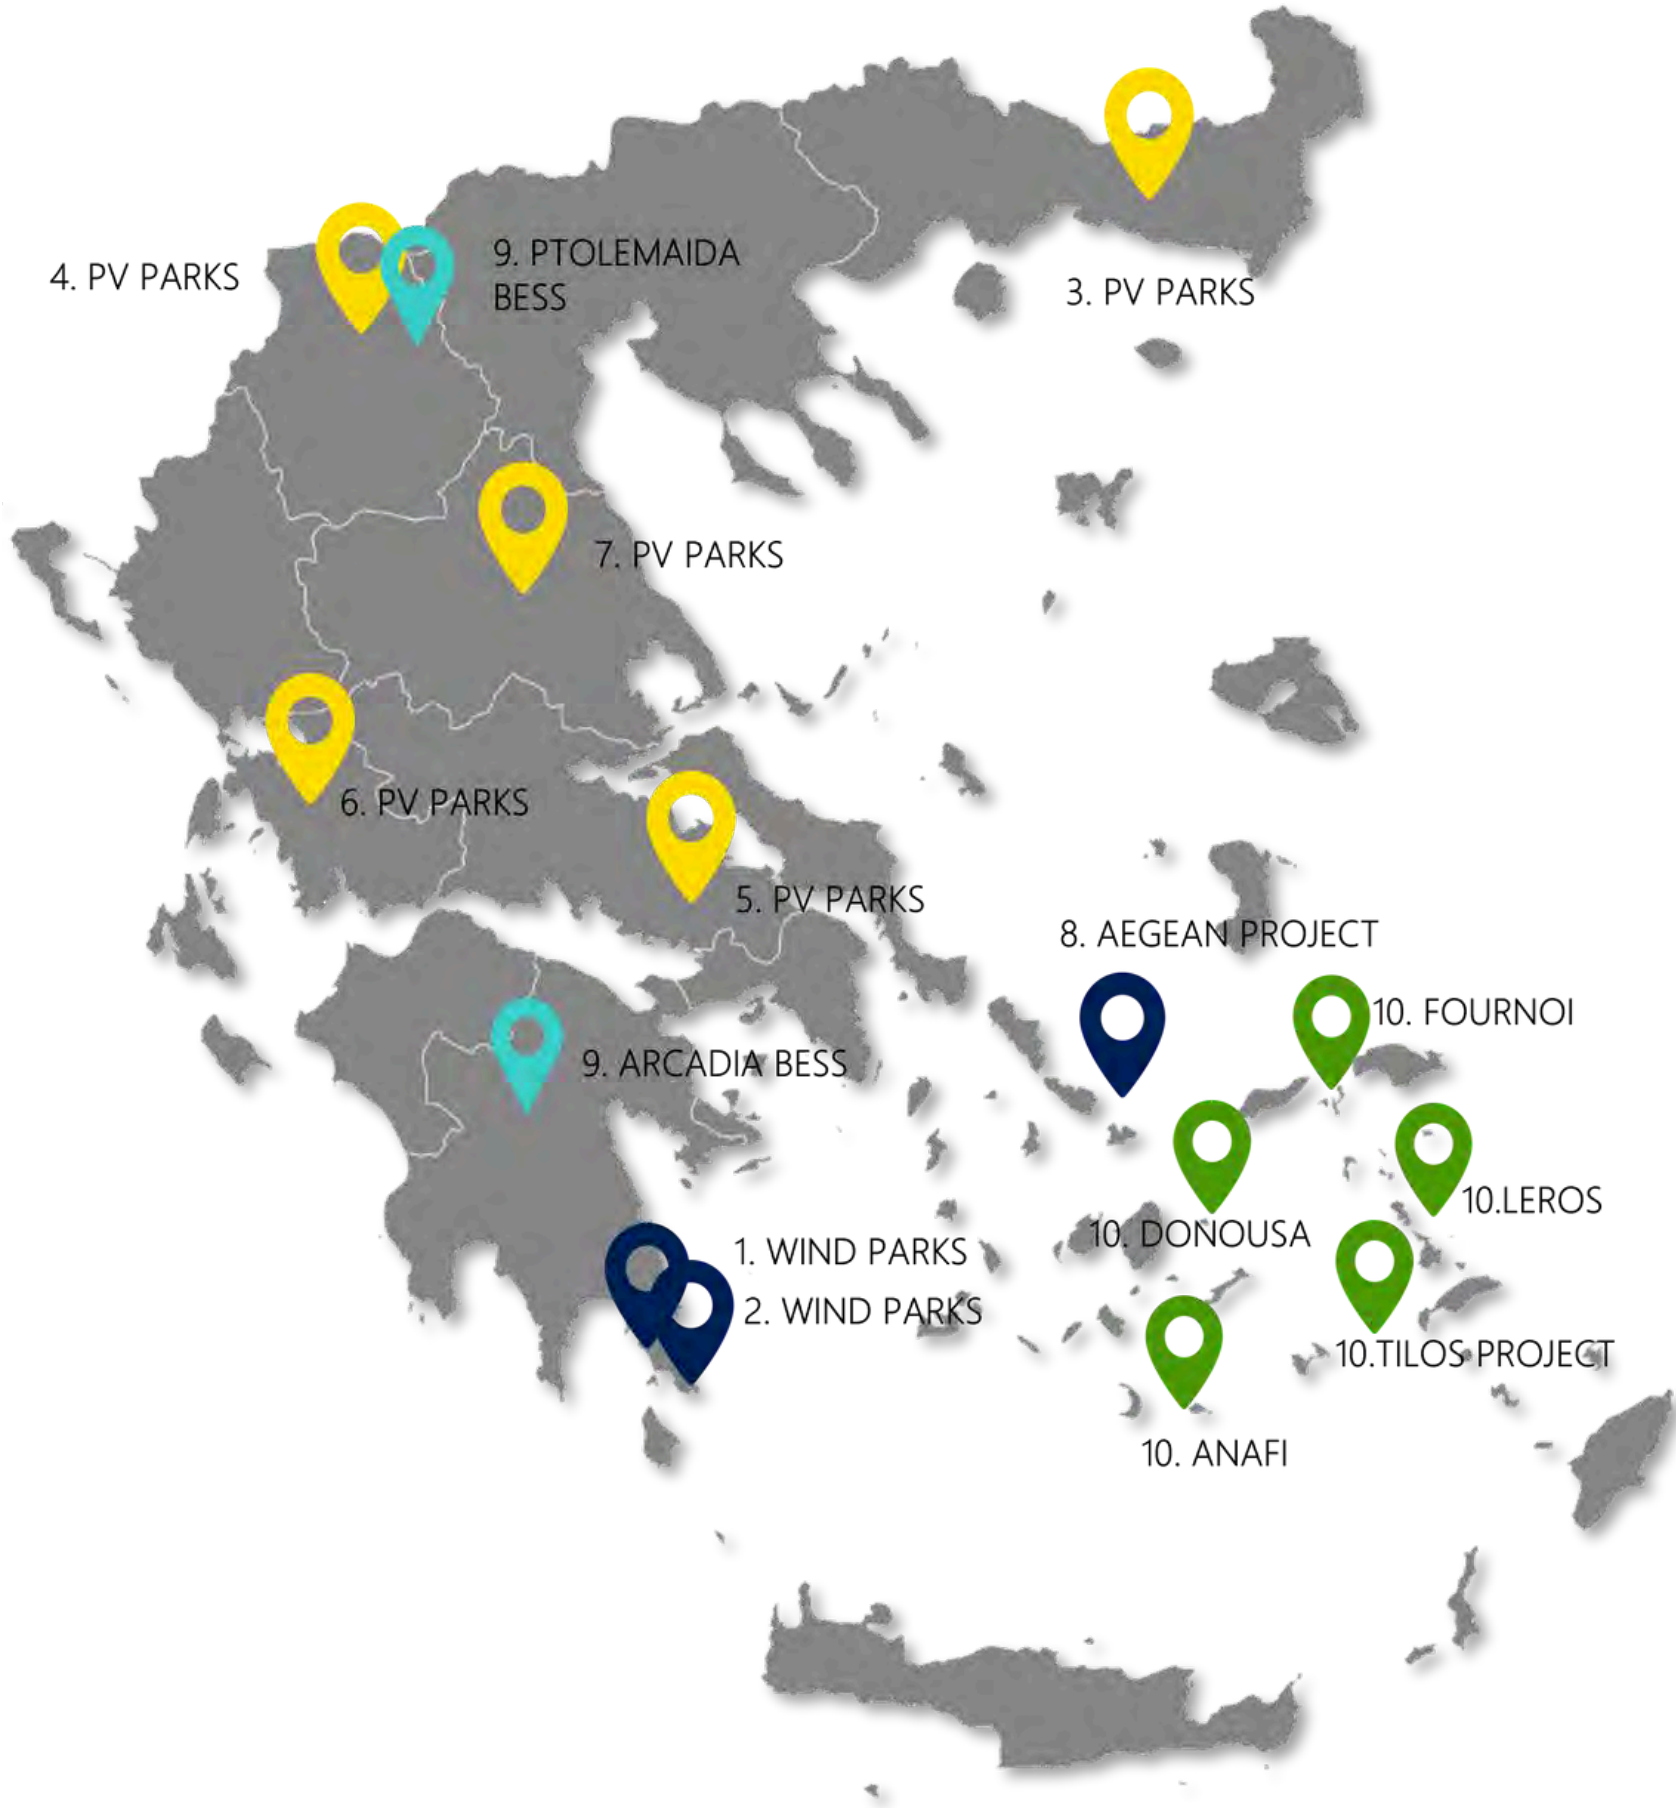 9. PTOLEMAIDA
BESS
4. PV PARKS
3. PV PARKS
7. PV PARKS
6. PV PARKS
5. PV PARKS
8. AEGEAN PROJECT
10. FOURNOI
9. ARCADIA BESS
10.LEROS
10. DONOUSA
1. WIND PARKS
2. WIND PARKS
10.TILOS PROJECT
10. ANAFI